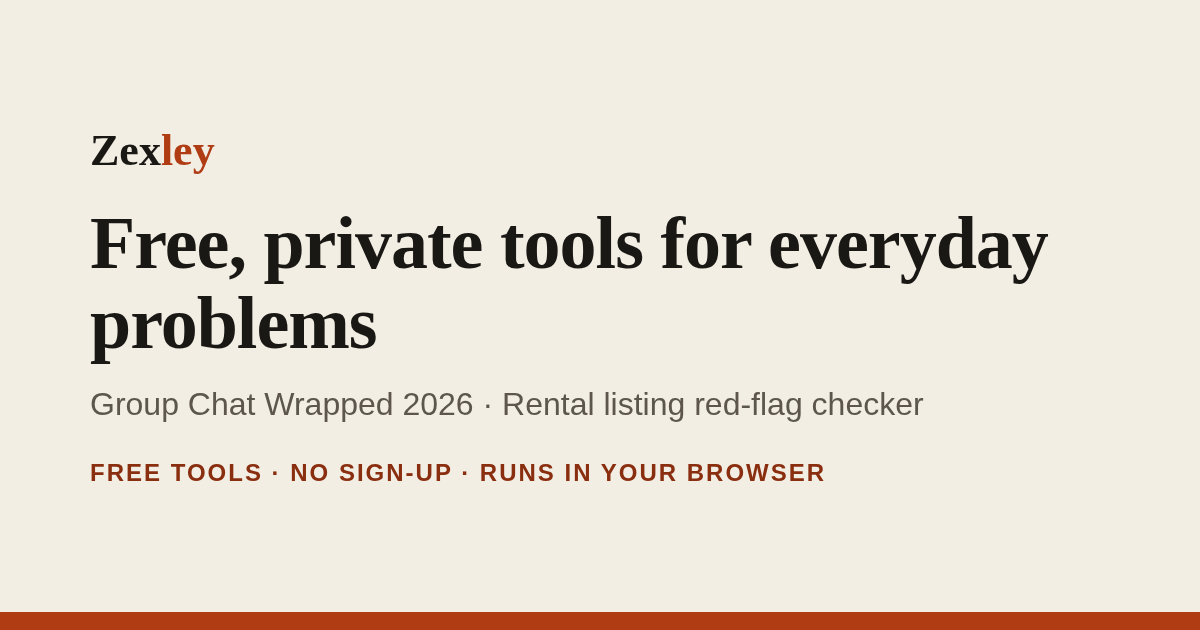 Zexley
Free, private tools for everyday
problems
Group Chat Wrapped 2026 · Rental listing red-flag checker
FREE TOOLS · NO SIGN-UP · RUNS IN YOUR BROWSER